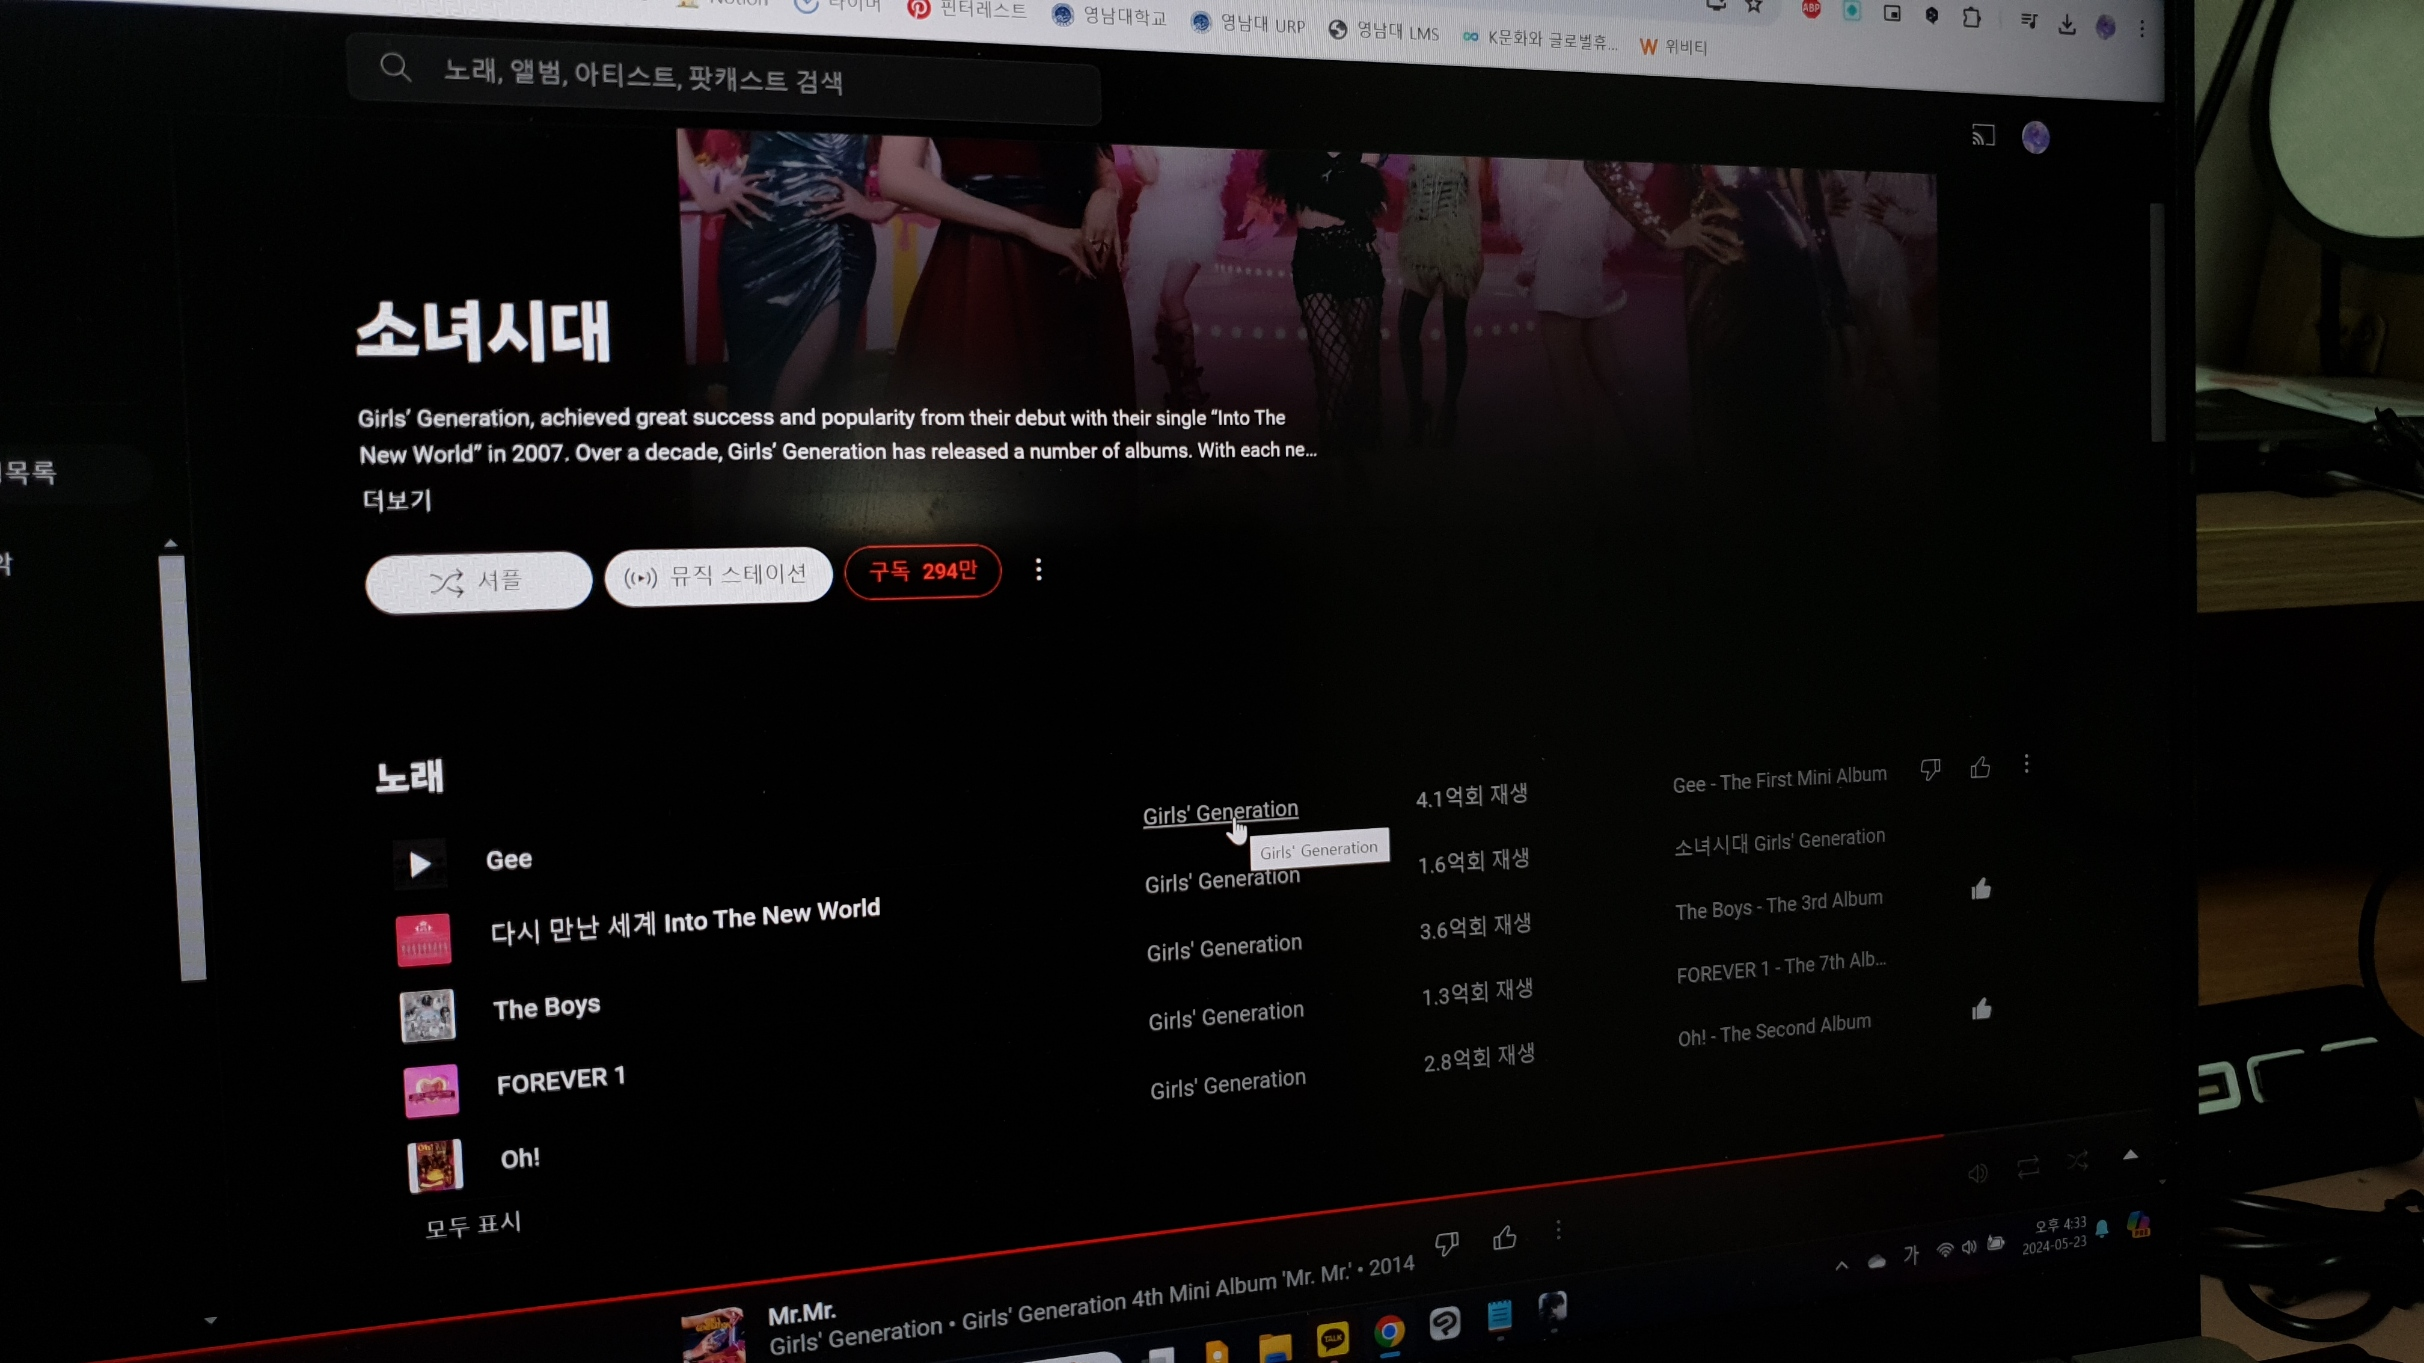 타이머 핀터레스트 영남대학교 영남대 URP 영남대 LMS K문화와 글로벌휴... 위비티
ABP
노래, 앨범, 아티스트, 팟캐스트 검색
소녀시대
Girls' Generation, achieved great success and popularity from their debut with their single “Into The
New World” in 2007. Over a decade, Girls' Generation has released a number of albums. With each ne...
목록
더보기
셔플 뮤직 스테이션 구독 294만
노래
Gee Girls' Generation 4.1억회 재생 Gee - The First Mini Album
Girls' Generation
다시 만난 세계 Into The New World Girls' Generation 1.6억회 재생 소녀시대 Girls' Generation
The Boys Girls' Generation 3.6억회 재생 The Boys - The 3rd Album
FOREVER 1 Girls' Generation 1.3억회 재생 FOREVER 1 - The 7th Alb...
Oh! Girls' Generation 2.8억회 재생 Oh! - The Second Album
모두 표시
Mr.Mr.
Girls' Generation • Girls' Generation 4th Mini Album 'Mr. Mr.' • 2014
TALK
가
오후 4:33
2024-05-23